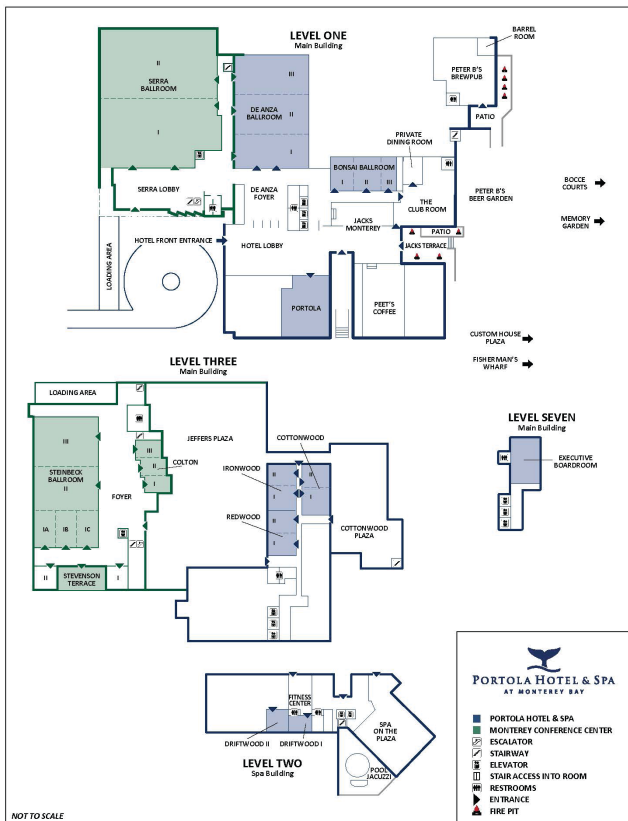 LEVEL ONE
Main Building
BARREL
ROOM
II
SERRA
BALLROOM
I
III
DE ANZA
BALLROOM
II
I
PETER B'S
BREWPUB
PATIO
PRIVATE
DINING ROOM
BONSAI BALLROOM
I II III
SERRA LOBBY
DE ANZA
FOYER
THE
CLUB ROOM
PETER B'S
BEER GARDEN
BOCCE
COURTS
MEMORY
GARDEN
JACKS
MONTEREY
PATIO
JACKS TERRACE
HOTEL FRONT ENTRANCE
HOTEL LOBBY
LOADING AREA
PORTOLA
PEET'S
COFFEE
CUSTOM HOUSE
PLAZA
FISHERMAN'S
WHARF
LEVEL THREE
Main Building
LOADING AREA
JEFFERS PLAZA
COTTONWOOD
III
STEINBECK
BALLROOM
II
IA IB IC
III
II
I
COLTON
FOYER
IRONWOOD
II
I
II
I
REDWOOD
II
I
COTTONWOOD
PLAZA
II
STEVENSON
TERRACE
I
LEVEL SEVEN
Main Building
EXECUTIVE
BOARDROOM
FITNESS
CENTER
SPA
ON THE
PLAZA
DRIFTWOOD II
DRIFTWOOD I
POOL
JACUZZI
LEVEL TWO
Spa Building
PORTOLA HOTEL & SPA
AT MONTEREY BAY
PORTOLA HOTEL & SPA
MONTEREY CONFERENCE CENTER
ESCALATOR
STAIRWAY
ELEVATOR
STAIR ACCESS INTO ROOM
RESTROOMS
ENTRANCE
FIRE PIT
NOT TO SCALE